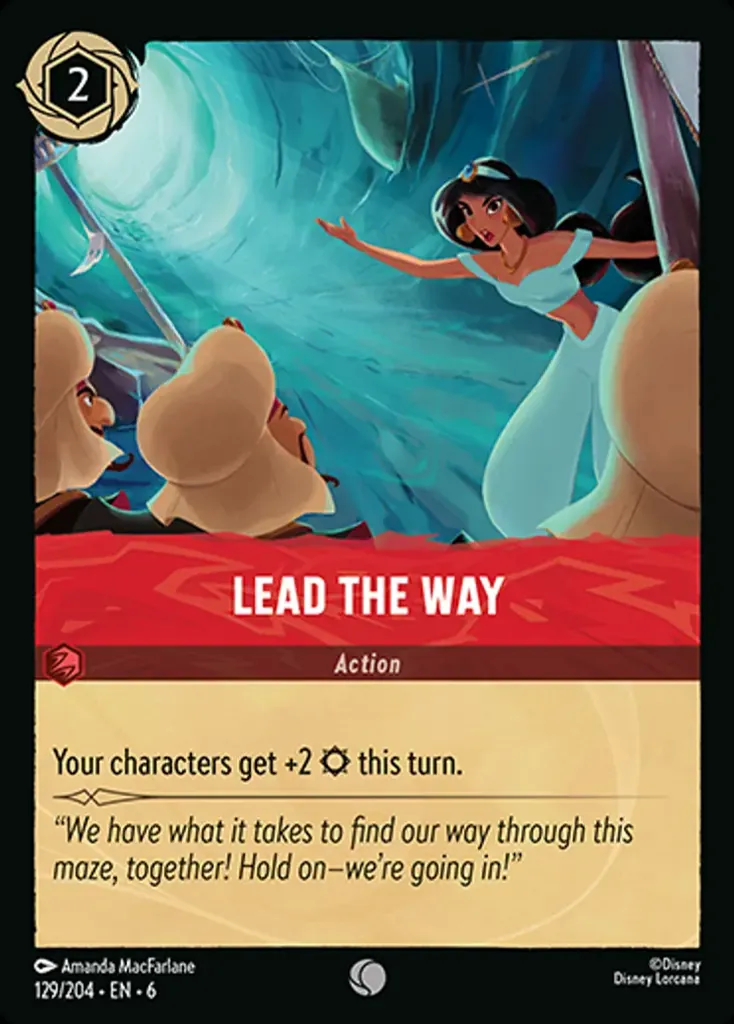 2
LEAD THE WAY
Action
Your characters get +2 this turn.
“We have what it takes to find our way through this
maze, together! Hold on–we’re going in!”
Amanda MacFarlane
129/204 • EN • 6
©Disney
Disney Lorcana